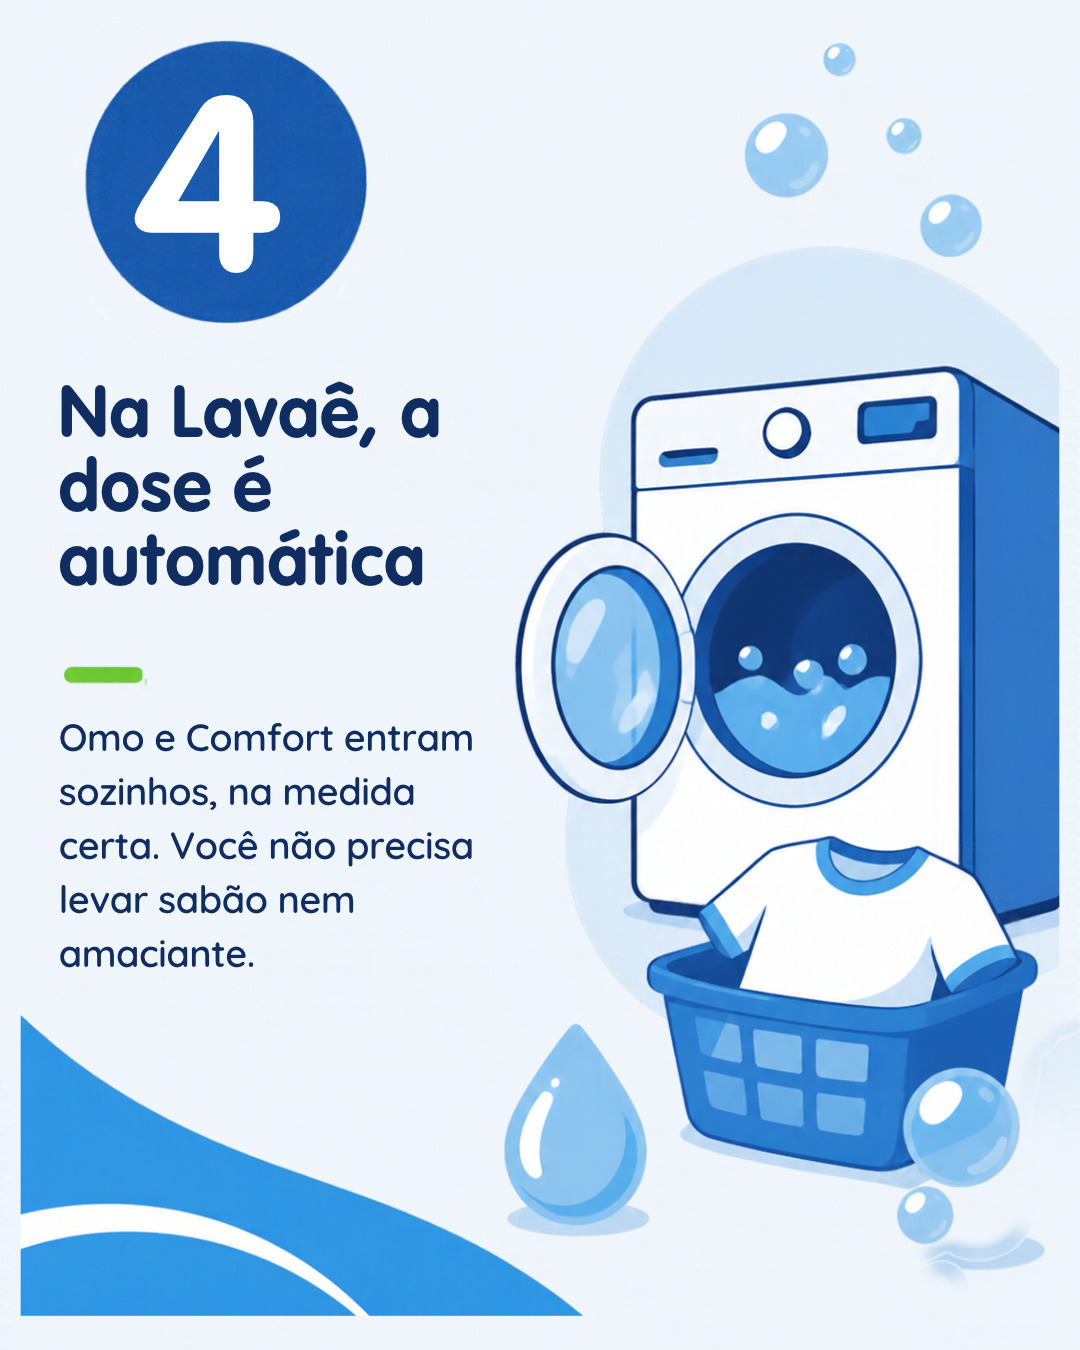 4
Na Lavaê, a
dose é
automática
Omo e Comfort entram
sozinhos, na medida
certa. Você não precisa
levar sabão nem
amaciante.